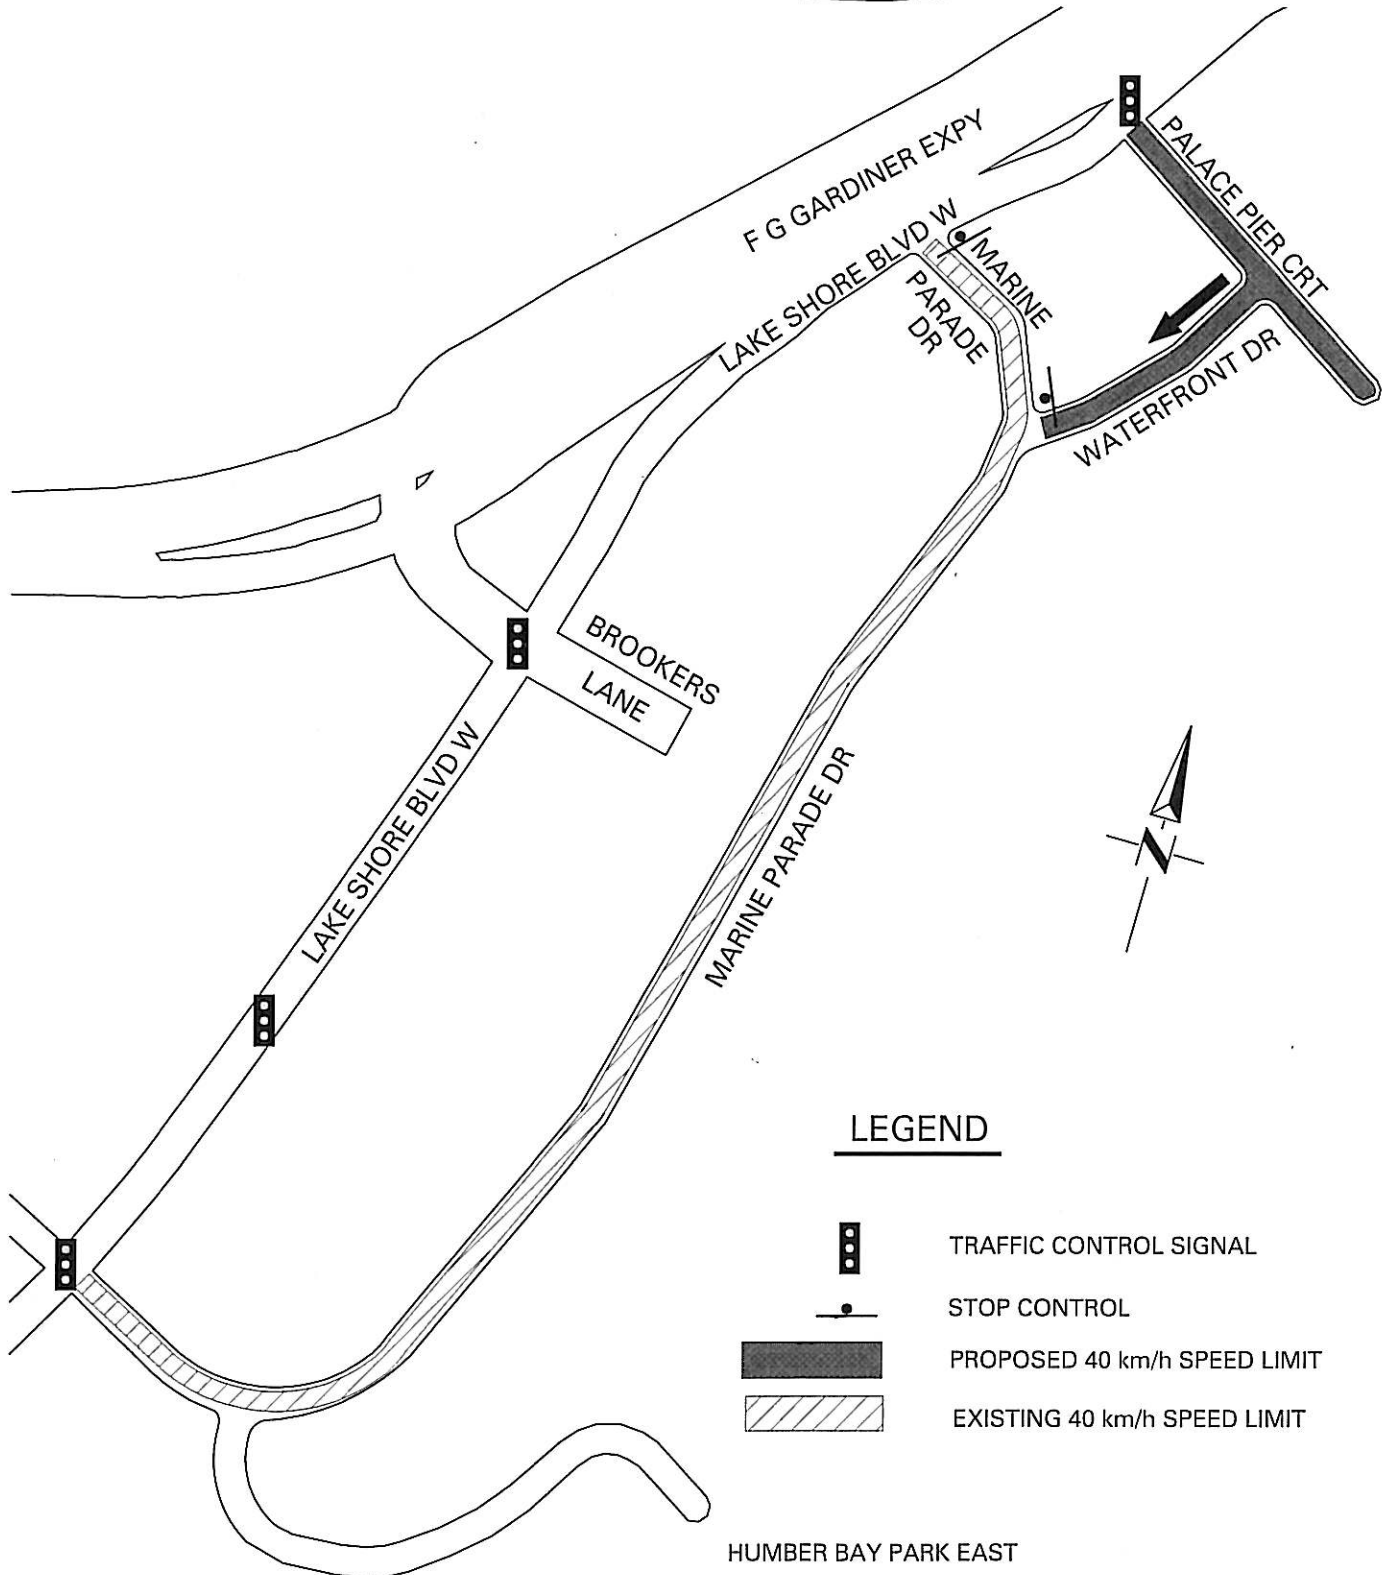 F G GARDINER EXPY
PALACE PIER CRT
LAKE SHORE BLVD W
MARINE
PARADE
DR
WATERFRONT DR
BROOKERS
LANE
LAKE SHORE BLVD W
MARINE PARADE DR
N
LEGEND
TRAFFIC CONTROL SIGNAL
STOP CONTROL
PROPOSED 40 km/h SPEED LIMIT
EXISTING 40 km/h SPEED LIMIT
HUMBER BAY PARK EAST